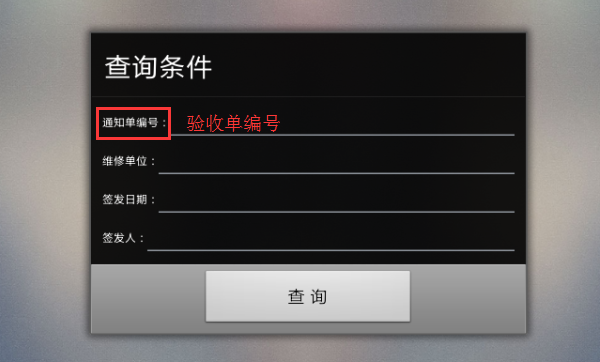 查询条件
通知单编号： 验收单编号
维修单位：
签发日期：
签发人：
查 询